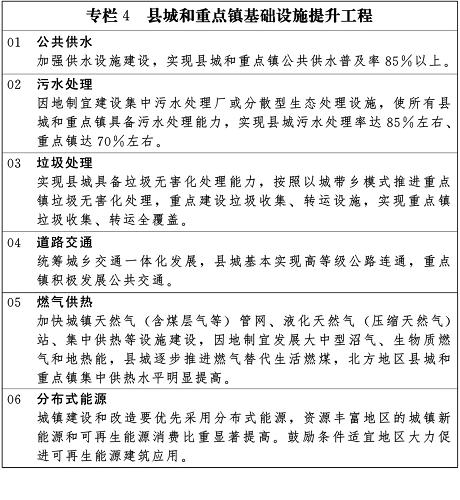 专栏4 县城和重点镇基础设施提升工程
01 公共供水
加强供水设施建设，实现县城和重点镇公共供水普及率85%以上。
02 污水处理
因地制宜建设集中污水处理厂或分散型生态处理设施，使所有县
城和重点镇具备污水处理能力，实现县城污水处理率达85%左右、
重点镇达70%左右。
03 垃圾处理
实现县城具备垃圾无害化处理能力，按照以城带乡模式推进重点
镇垃圾无害化处理，重点建设垃圾收集、转运设施，实现重点镇
垃圾收集、转运全覆盖。
04 道路交通
统筹城乡交通一体化发展，县城基本实现高等级公路连通，重点
镇积极发展公共交通。
05 燃气供热
加快城镇天然气（含煤层气等）管网、液化天然气（压缩天然气）
站、集中供热等设施建设，因地制宜发展大中型沼气、生物质燃
气和地热能，县城逐步推进燃气替代生活燃煤，北方地区县城和
重点镇集中供热水平明显提高。
06 分布式能源
城镇建设和改造要优先采用分布式能源，资源丰富地区的城镇新
能源和可再生能源消费比重显著提高。鼓励条件适宜地区大力促
进可再生能源建筑应用。